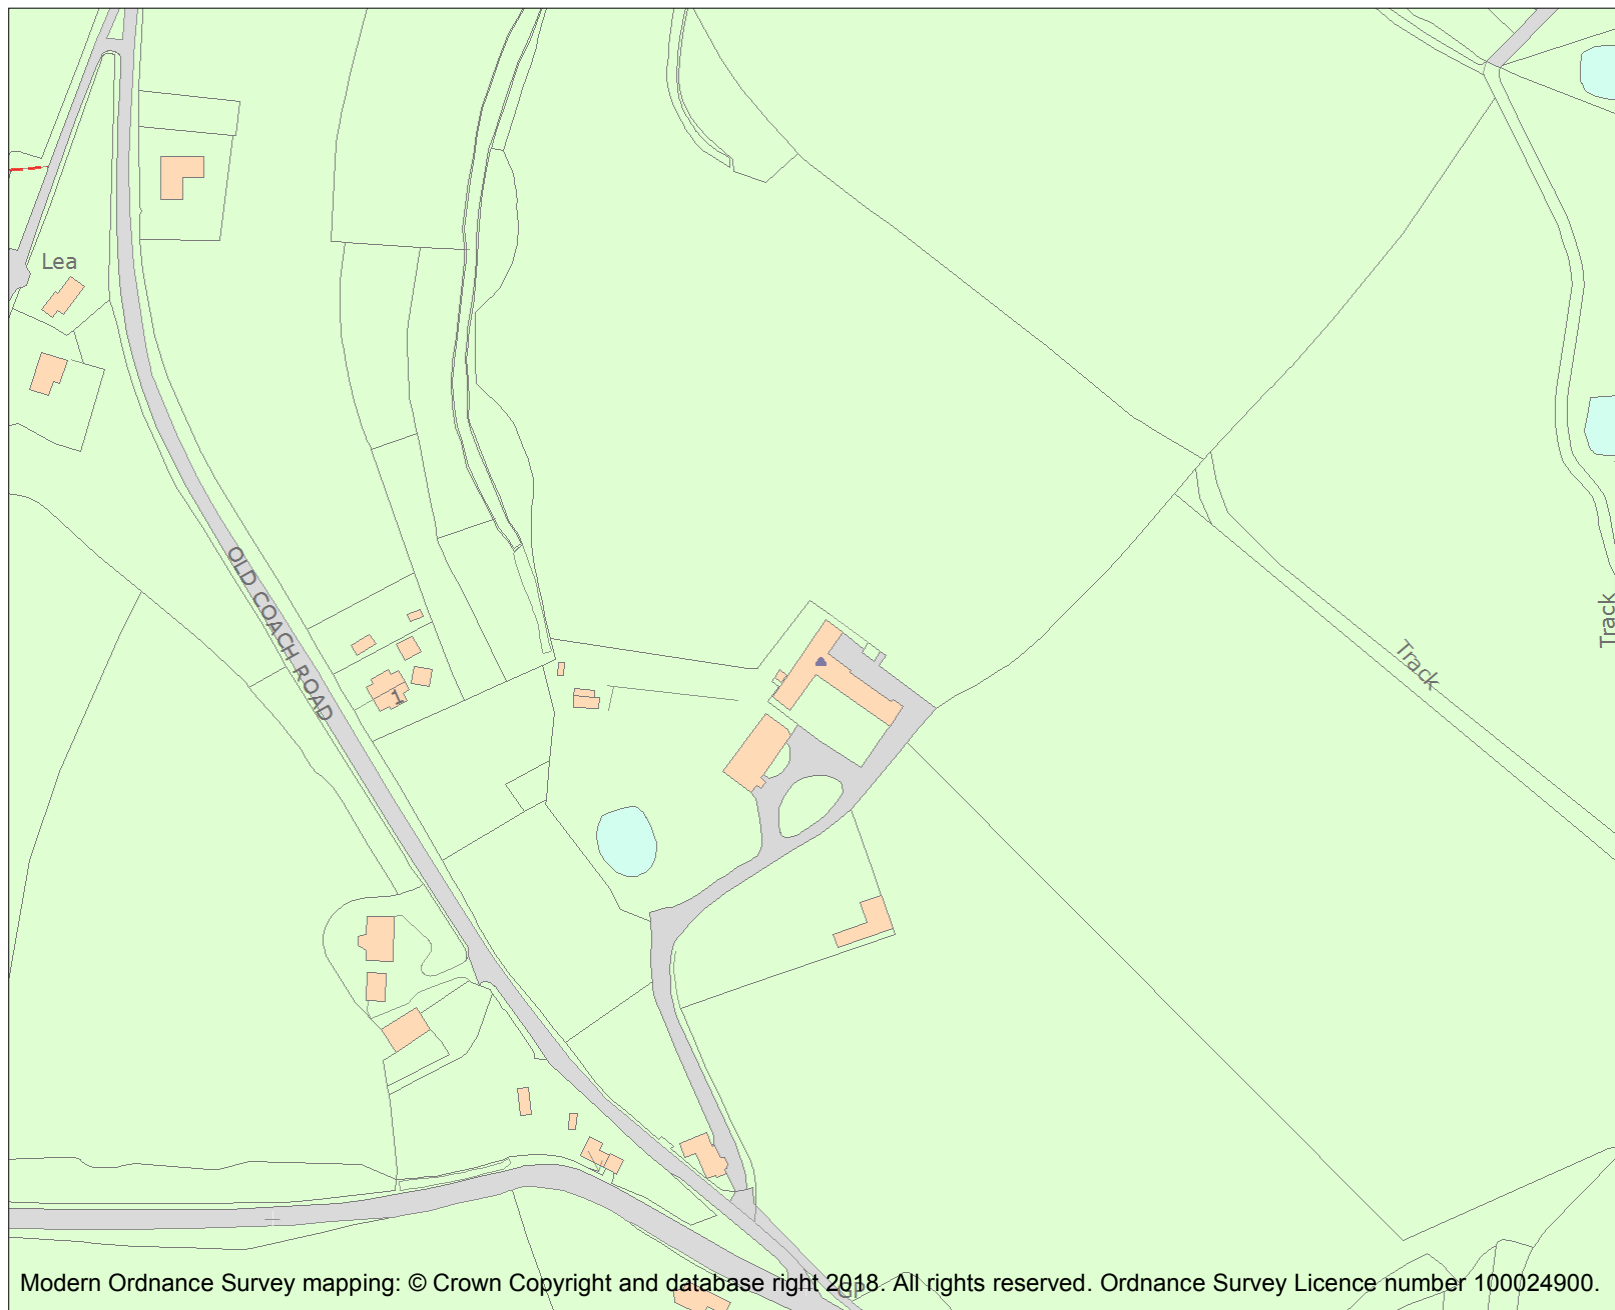 Lea
OLD COACH ROAD
Track
Track
1
GP
Modern Ordnance Survey mapping: © Crown Copyright and database right 2018. All rights reserved. Ordnance Survey Licence number 100024900.